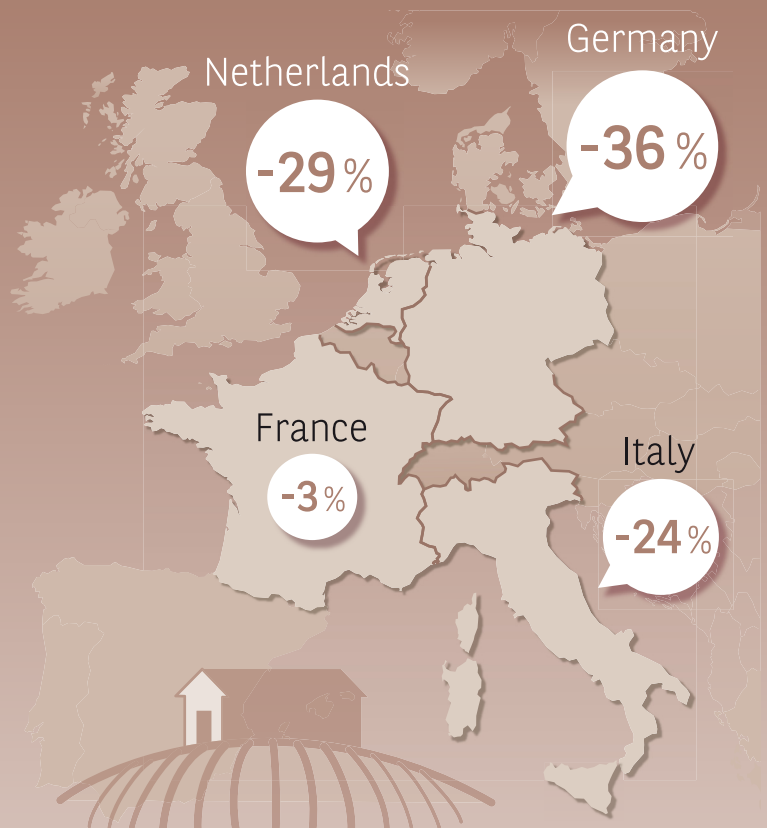 Germany
-36 %
Netherlands
-29 %
France
-3 %
Italy
-24 %